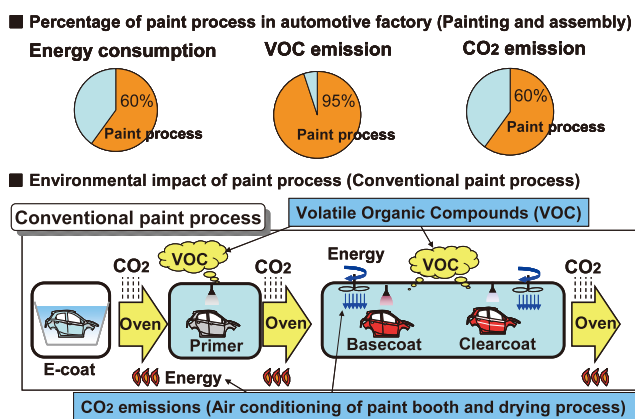 ■ Percentage of paint process in automotive factory (Painting and assembly)
Energy consumption
VOC emission
CO2 emission
60%
Paint process
95%
Paint process
60%
Paint process
■ Environmental impact of paint process (Conventional paint process)
Conventional paint process
Volatile Organic Compounds (VOC)
CO2
VOC
CO2
Energy
VOC
CO2
Oven
Oven
Oven
E-coat
Primer
Basecoat
Clearcoat
Energy
CO2 emissions (Air conditioning of paint booth and drying process)